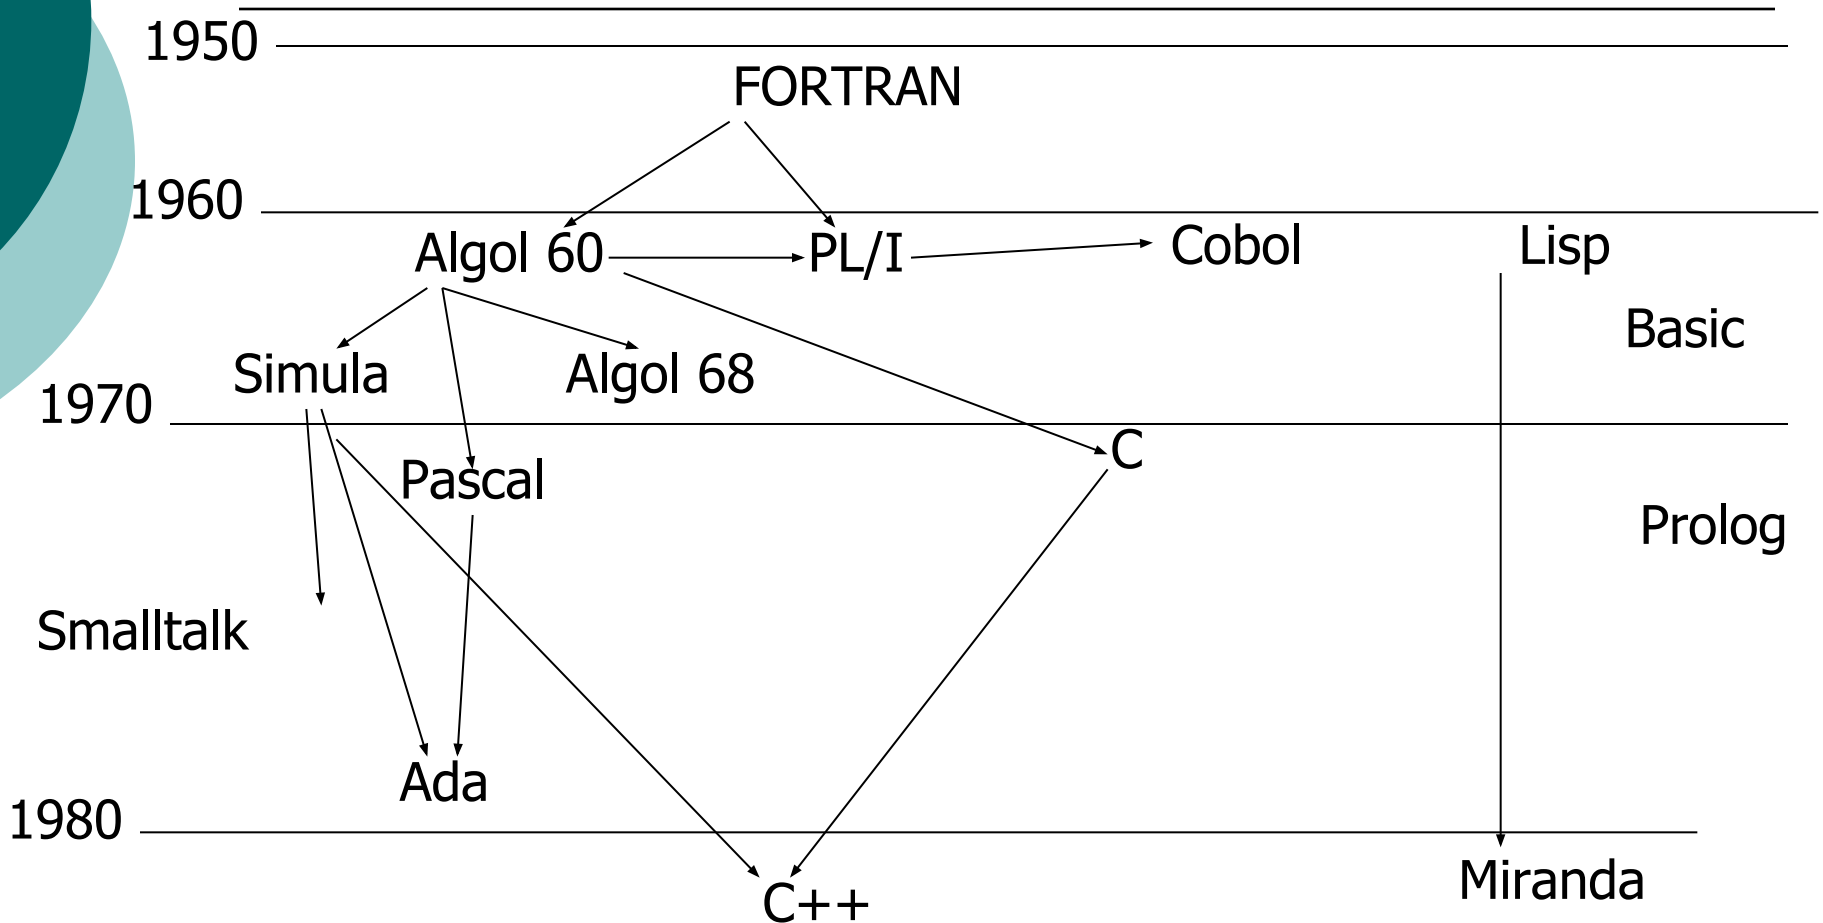 1950
FORTRAN
1960
Algol 60 PL/I Cobol Lisp
Basic
Simula Algol 68
1970
C
Pascal
Prolog
Smalltalk
Ada
1980
Miranda
C++